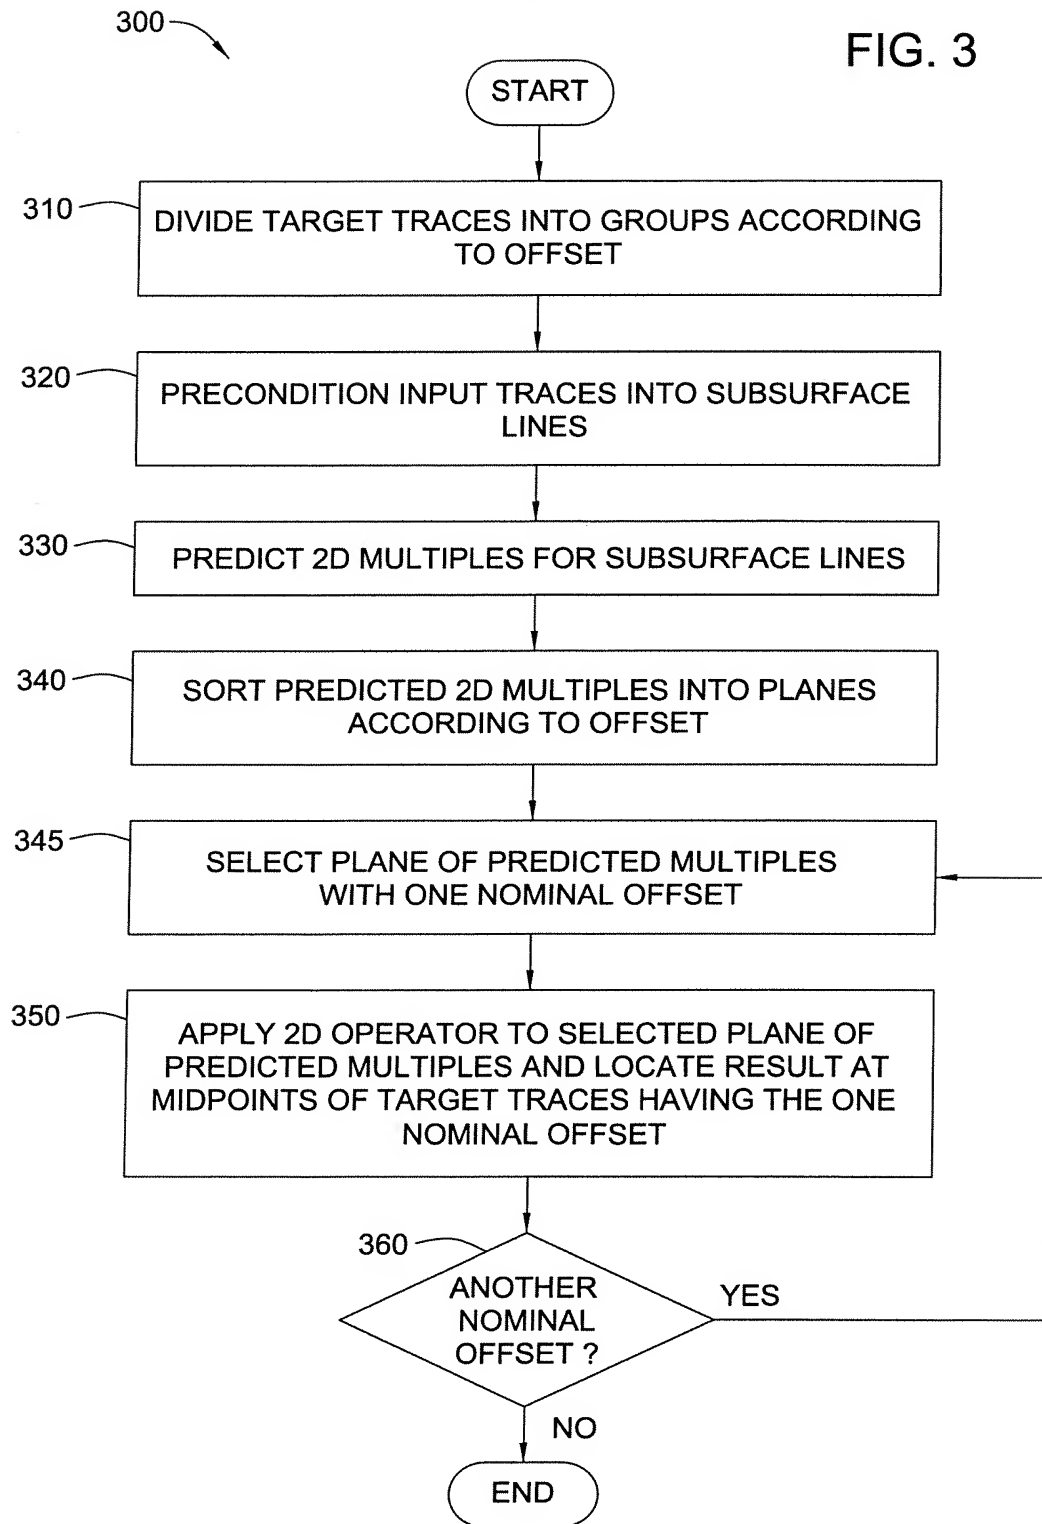 300
FIG. 3
START
310
DIVIDE TARGET TRACES INTO GROUPS ACCORDING
TO OFFSET
320
PRECONDITION INPUT TRACES INTO SUBSURFACE
LINES
330
PREDICT 2D MULTIPLES FOR SUBSURFACE LINES
340
SORT PREDICTED 2D MULTIPLES INTO PLANES
ACCORDING TO OFFSET
345
SELECT PLANE OF PREDICTED MULTIPLES
WITH ONE NOMINAL OFFSET
350
APPLY 2D OPERATOR TO SELECTED PLANE OF
PREDICTED MULTIPLES AND LOCATE RESULT AT
MIDPOINTS OF TARGET TRACES HAVING THE ONE
NOMINAL OFFSET
360
ANOTHER
NOMINAL
OFFSET ?
YES
NO
END